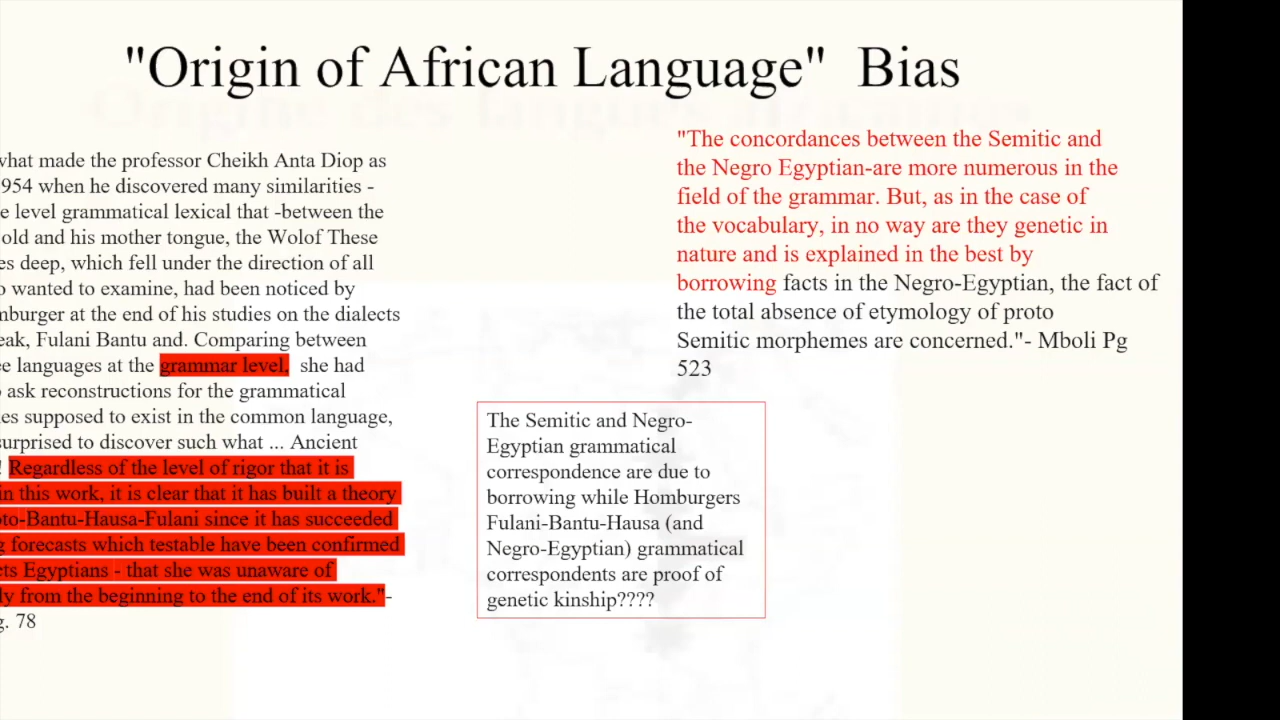 "Origin of African Language"  Bias
what made the professor Cheikh Anta Diop as
1954 when he discovered many similarities -
e level grammatical lexical that -between the
old and his mother tongue, the Wolof These
es deep, which fell under the direction of all
o wanted to examine, had been noticed by
mburger at the end of his studies on the dialects
eak, Fulani Bantu and. Comparing between
ee languages at the grammar level, she had
o ask reconstructions for the grammatical
les supposed to exist in the common language,
surprised to discover such what ... Ancient
! Regardless of the level of rigor that it is
in this work, it is clear that it has built a theory
oto-Bantu-Hausa-Fulani since it has succeeded
g forecasts which testable have been confirmed
cts Egyptians - that she was unaware of
ly from the beginning to the end of its work."-
g. 78
"The concordances between the Semitic and
the Negro Egyptian-are more numerous in the
field of the grammar. But, as in the case of
the vocabulary, in no way are they genetic in
nature and is explained in the best by
borrowing facts in the Negro-Egyptian, the fact of
the total absence of etymology of proto
Semitic morphemes are concerned."- Mboli Pg
523
The Semitic and Negro-
Egyptian grammatical
correspondence are due to
borrowing while Homburgers
Fulani-Bantu-Hausa (and
Negro-Egyptian) grammatical
correspondents are proof of
genetic kinship????